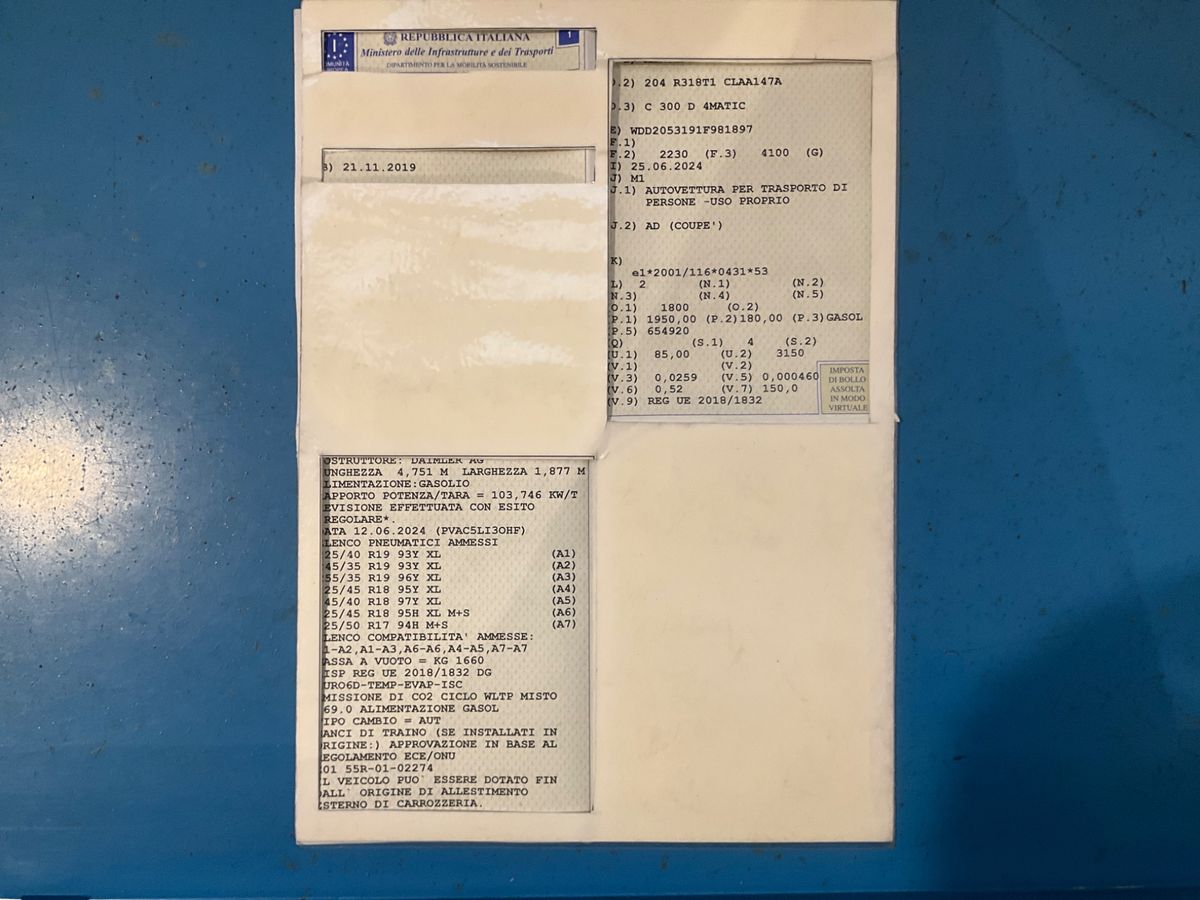 REPUBBLICA ITALIANA
1
I
Ministero delle Infrastrutture e dei Trasporti
DIPARTIMENTO PER LA MOBILITÀ SOSTENIBILE
) 21.11.2019
.2) 204 R318T1 CLAA147A
.3) C 300 D 4MATIC
E) WDD2053191F981897
F.1)
F.2) 2230 (F.3) 4100 (G)
I) 25.06.2024
J) M1
J.1) AUTOVETTURA PER TRASPORTO DI
PERSONE -USO PROPRIO
J.2) AD (COUPE')
K)
e1*2001/116*0431*53
L) 2 (N.1) (N.2)
N.3) (N.4) (N.5)
O.1) 1800 (O.2)
(P.1) 1950,00 (P.2)180,00 (P.3)GASOL
(P.5) 654920
(Q) (S.1) 4 (S.2)
(U.1) 85,00 (U.2) 3150
(V.1) (V.2)
(V.3) 0,0259 (V.5) 0,000460
(V.6) 0,52 (V.7) 150,0
(V.9) REG UE 2018/1832
IMPOSTA
DI BOLLO
ASSOLTA
IN MODO
VIRTUALE
OSTRUTTORE: DAIMLER AG
UNGHEZZA 4,751 M LARGHEZZA 1,877 M
LIMENTAZIONE:GASOLIO
APPORTO POTENZA/TARA = 103,746 KW/T
EVISIONE EFFETTUATA CON ESITO
REGOLARE*.
ATA 12.06.2024 (PVAC5LI3OHF)
LENCO PNEUMATICI AMMESSI
25/40 R19 93Y XL (A1)
45/35 R19 93Y XL (A2)
55/35 R19 96Y XL (A3)
25/45 R18 95Y XL (A4)
45/40 R18 97Y XL (A5)
25/45 R18 95H XL M+S (A6)
25/50 R17 94H M+S (A7)
LENCO COMPATIBILITA' AMMESSE:
1-A2,A1-A3,A6-A6,A4-A5,A7-A7
ASSA A VUOTO = KG 1660
ISP REG UE 2018/1832 DG
URO6D-TEMP-EVAP-ISC
MISSIONE DI CO2 CICLO WLTP MISTO
69.0 ALIMENTAZIONE GASOL
IPO CAMBIO = AUT
ANCI DI TRAINO (SE INSTALLATI IN
RIGINE:) APPROVAZIONE IN BASE AL
EGOLAMENTO ECE/ONU
01 55R-01-02274
L VEICOLO PUO` ESSERE DOTATO FIN
ALL` ORIGINE DI ALLESTIMENTO
STERNO DI CARROZZERIA.